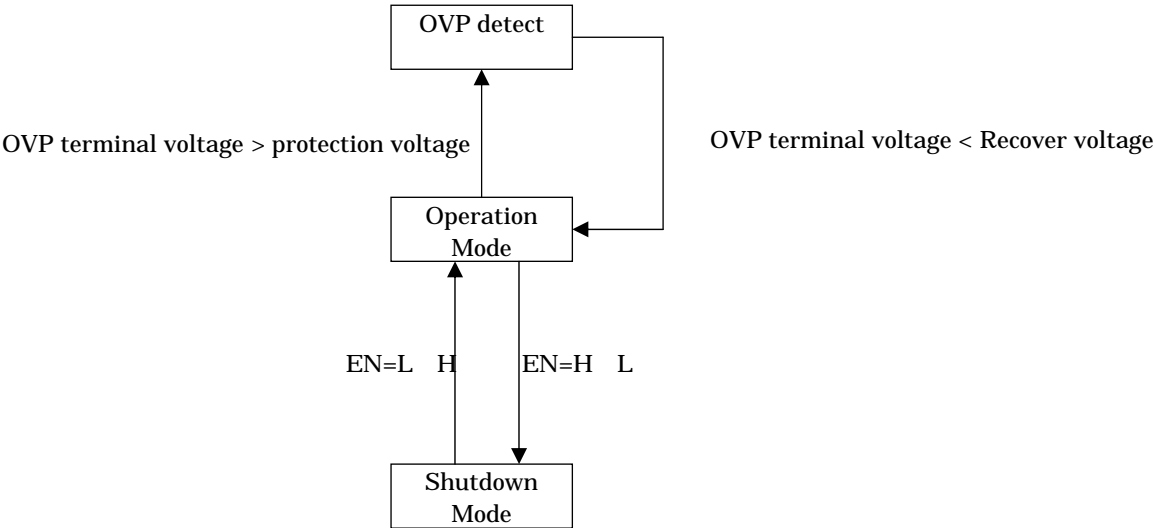 OVP detect
OVP terminal voltage > protection voltage
OVP terminal voltage < Recover voltage
Operation
Mode
EN=L H
EN=H L
Shutdown
Mode